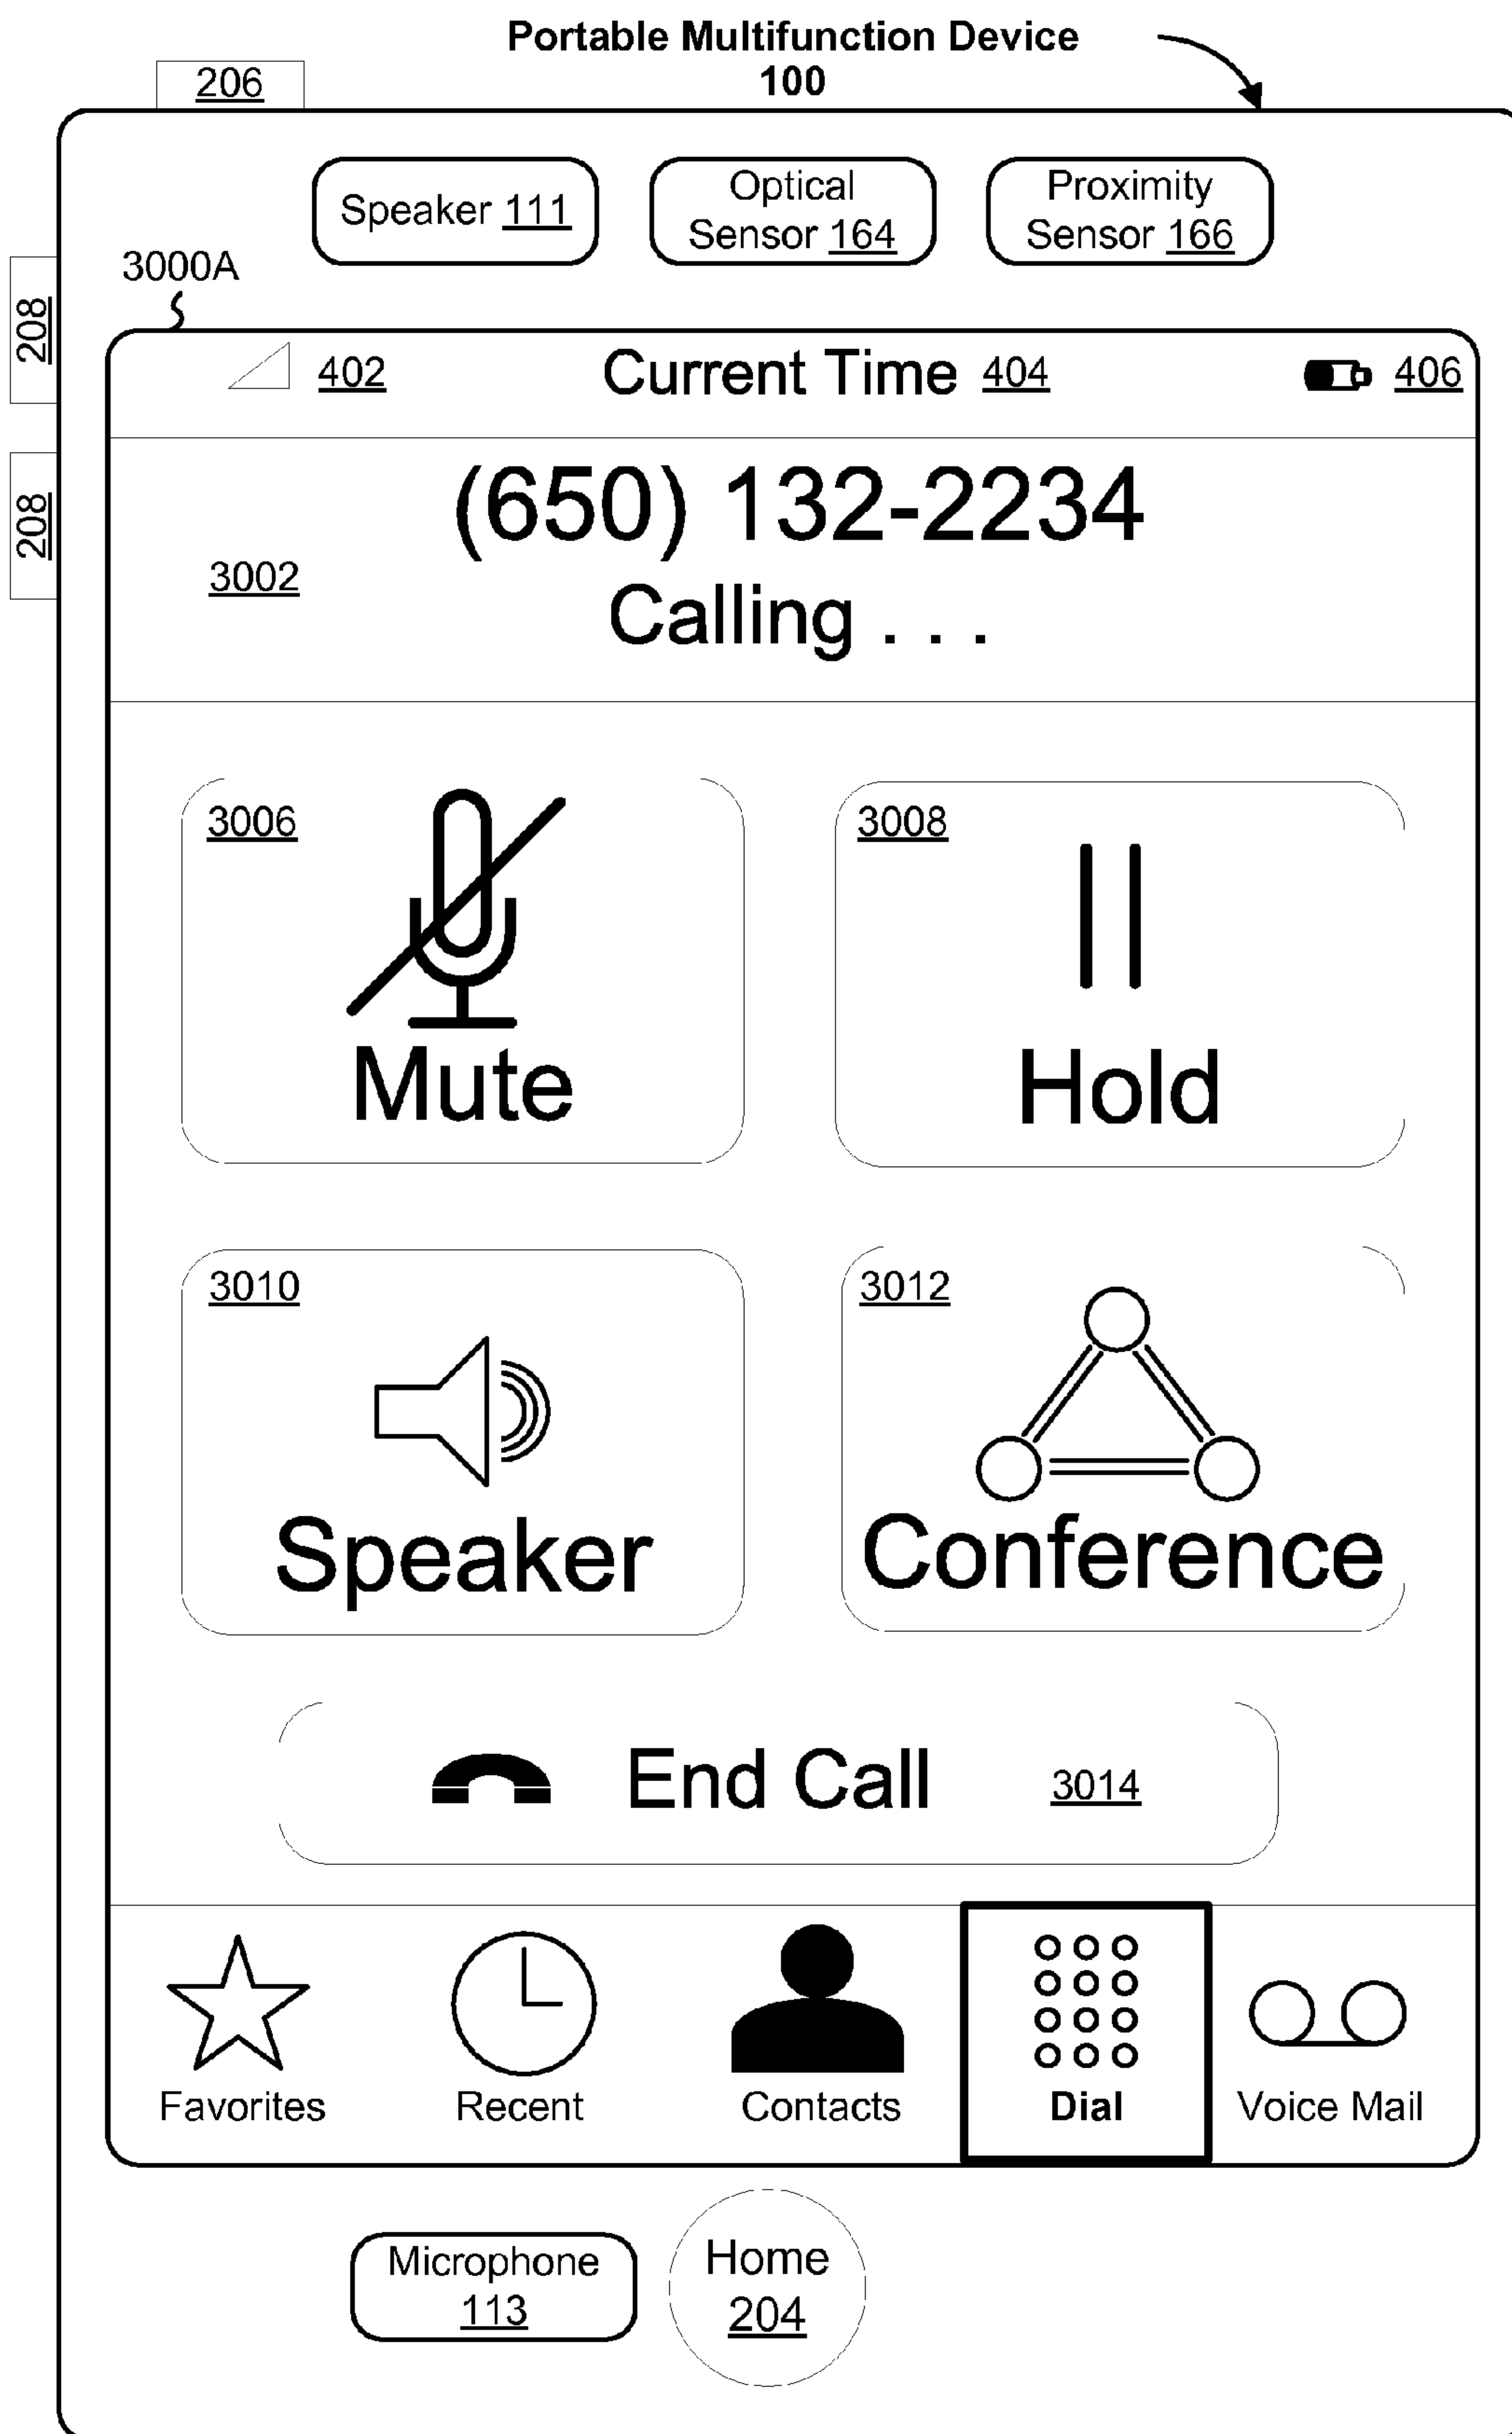 Portable Multifunction Device
100
206
Speaker 111
Optical
Sensor 164
Proximity
Sensor 166
3000A
208
402
Current Time 404
406
208
(650) 132-2234
3002
Calling . . .
3006
Mute
3008
Hold
3010
Speaker
3012
Conference
End Call
3014
Favorites
Recent
Contacts
Dial
Voice Mail
Microphone
113
Home
204